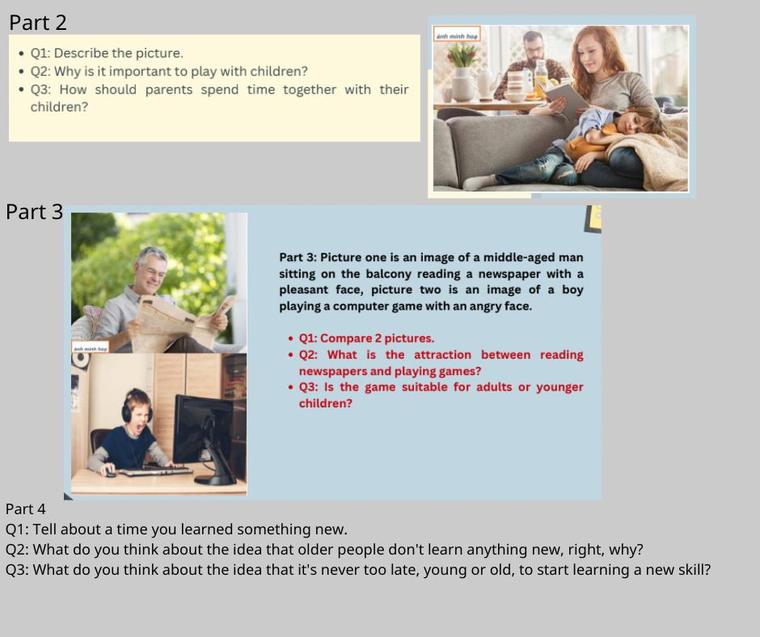 Part 2
• Q1: Describe the picture.
• Q2: Why is it important to play with children?
• Q3: How should parents spend time together with their
children?
ảnh minh hoạ
Part 3
Part 3: Picture one is an image of a middle-aged man
sitting on the balcony reading a newspaper with a
pleasant face, picture two is an image of a boy
playing a computer game with an angry face.
• Q1: Compare 2 pictures.
• Q2: What is the attraction between reading
newspapers and playing games?
• Q3: Is the game suitable for adults or younger
children?
ảnh minh hoạ
Part 4
Q1: Tell about a time you learned something new.
Q2: What do you think about the idea that older people don't learn anything new, right, why?
Q3: What do you think about the idea that it's never too late, young or old, to start learning a new skill?